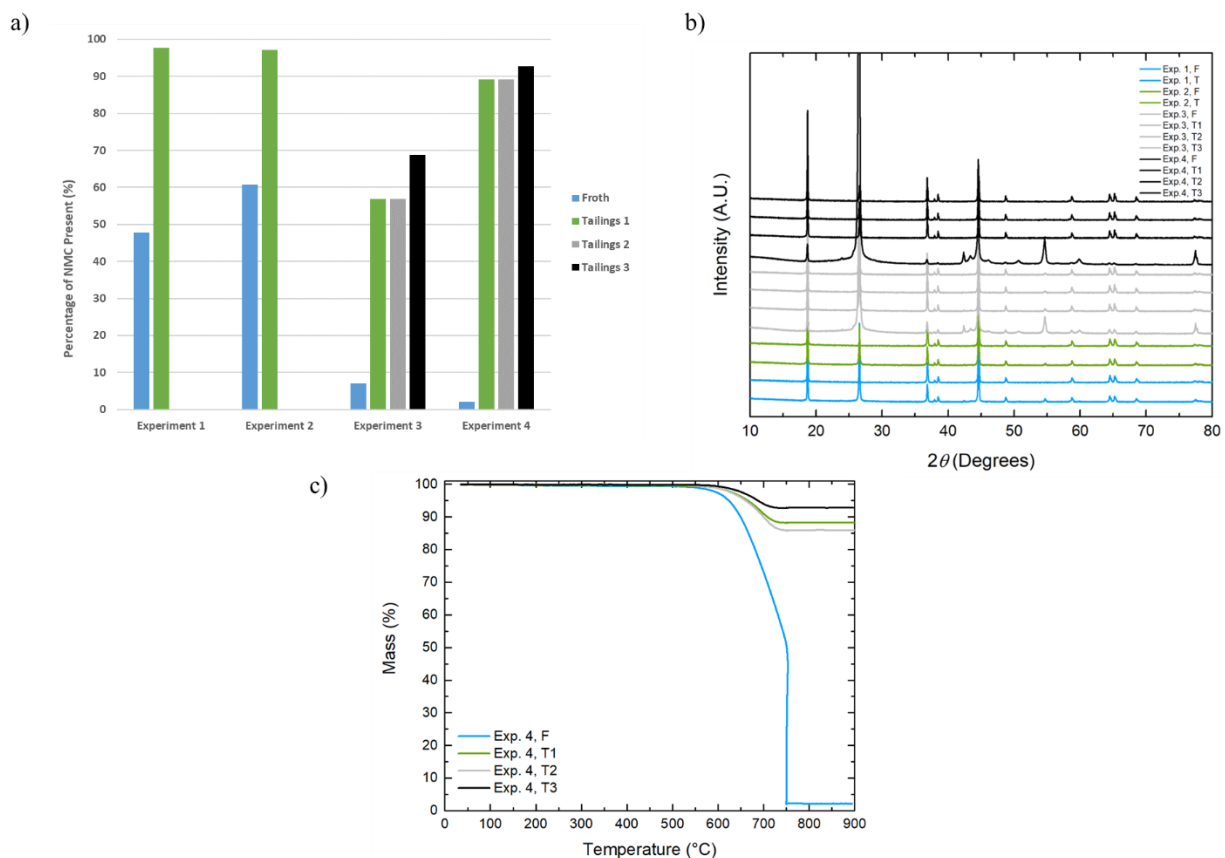 a)
100
90
80
70
60
50
40
30
20
10
0
Percentage of NMC Present (%)
Experiment 1
Experiment 2
Experiment 3
Experiment 4
Froth
Tailings 1
Tailings 2
Tailings 3
b)
Intensity (A.U.)
Exp. 1, F
Exp. 1, T
Exp. 2, F
Exp. 2, T
Exp.3, F
Exp.3, T1
Exp.3, T2
Exp.3, T3
Exp.4, F
Exp.4, T1
Exp.4, T2
Exp.4, T3
10 20 30 40 50 60 70 80
2θ (Degrees)
c)
100
90
80
70
60
50
40
30
20
10
0
Mass (%)
Exp. 4, F
Exp. 4, T1
Exp. 4, T2
Exp. 4, T3
0 100 200 300 400 500 600 700 800 900
Temperature (°C)